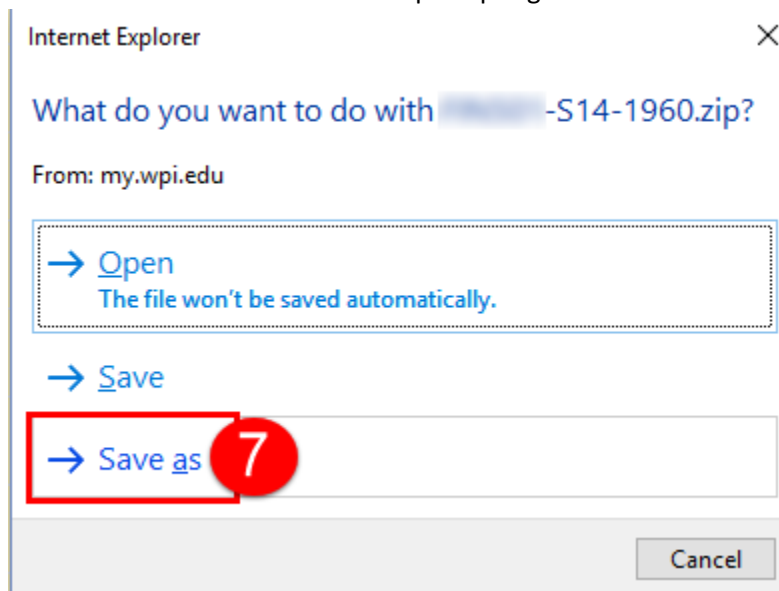 Internet Explorer
What do you want to do with -S14-1960.zip?
From: my.wpi.edu
→ Open
The file won't be saved automatically.
→ Save
→ Save as 7
Cancel